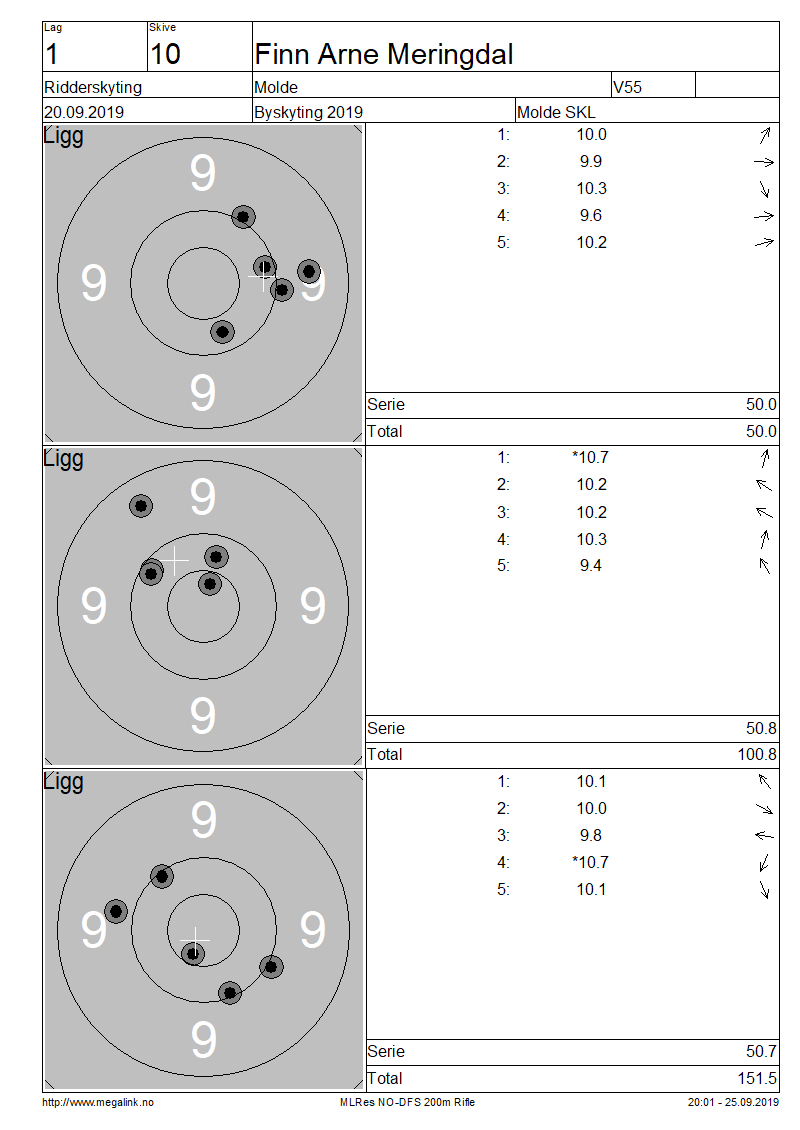 Lag Skive
1 10 Finn Arne Meringdal
Ridderskyting Molde V55
20.09.2019 Byskyting 2019 Molde SKL
Ligg
9
9 9
9
1: 10.0
2: 9.9
3: 10.3
4: 9.6
5: 10.2
Serie 50.0
Total 50.0
Ligg
9
9 9
9
1: *10.7
2: 10.2
3: 10.2
4: 10.3
5: 9.4
Serie 50.8
Total 100.8
Ligg
9
9 9
9
1: 10.1
2: 10.0
3: 9.8
4: *10.7
5: 10.1
Serie 50.7
Total 151.5
http://www.megalink.no MLRes NO-DFS 200m Rifle 20:01 - 25.09.2019